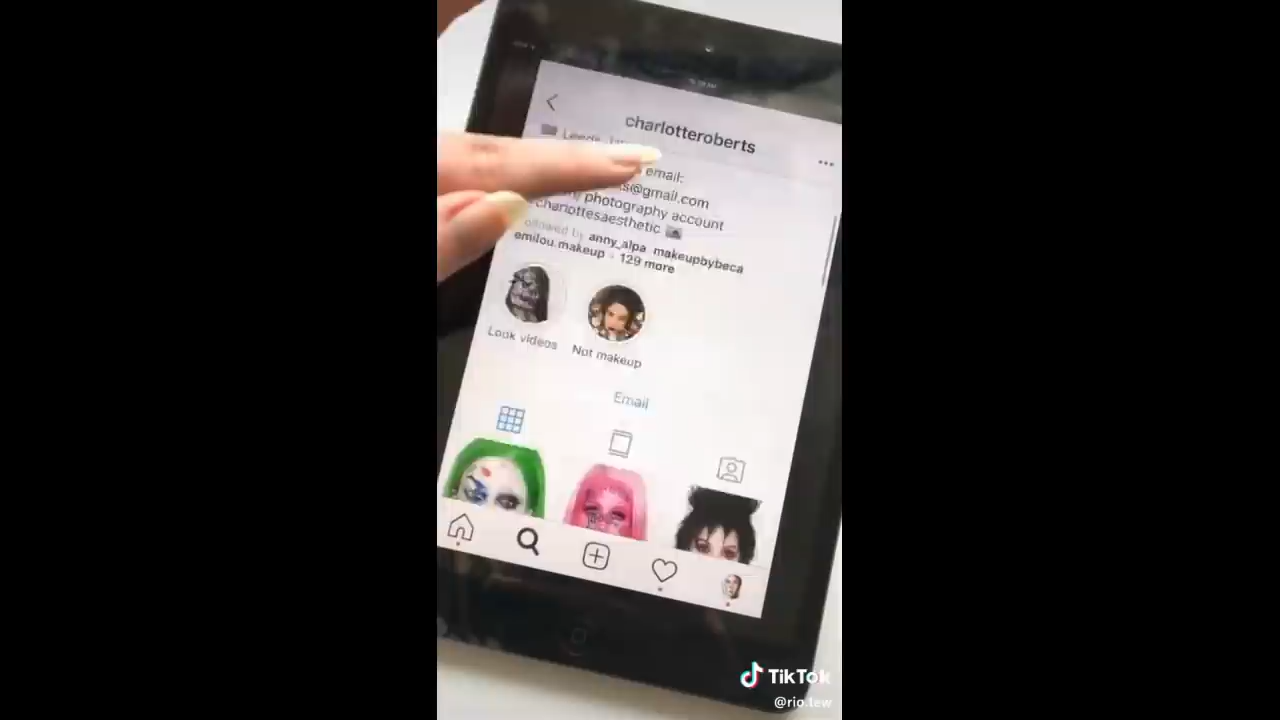 charlotteroberts
Leeds,
email:
@gmail.com
photography account
charlottesaesthetic
anny_alpa makeupbybeca
emilou.makeup 129 more
Look videos
Not makeup
Email
TikTok
@rio.tew